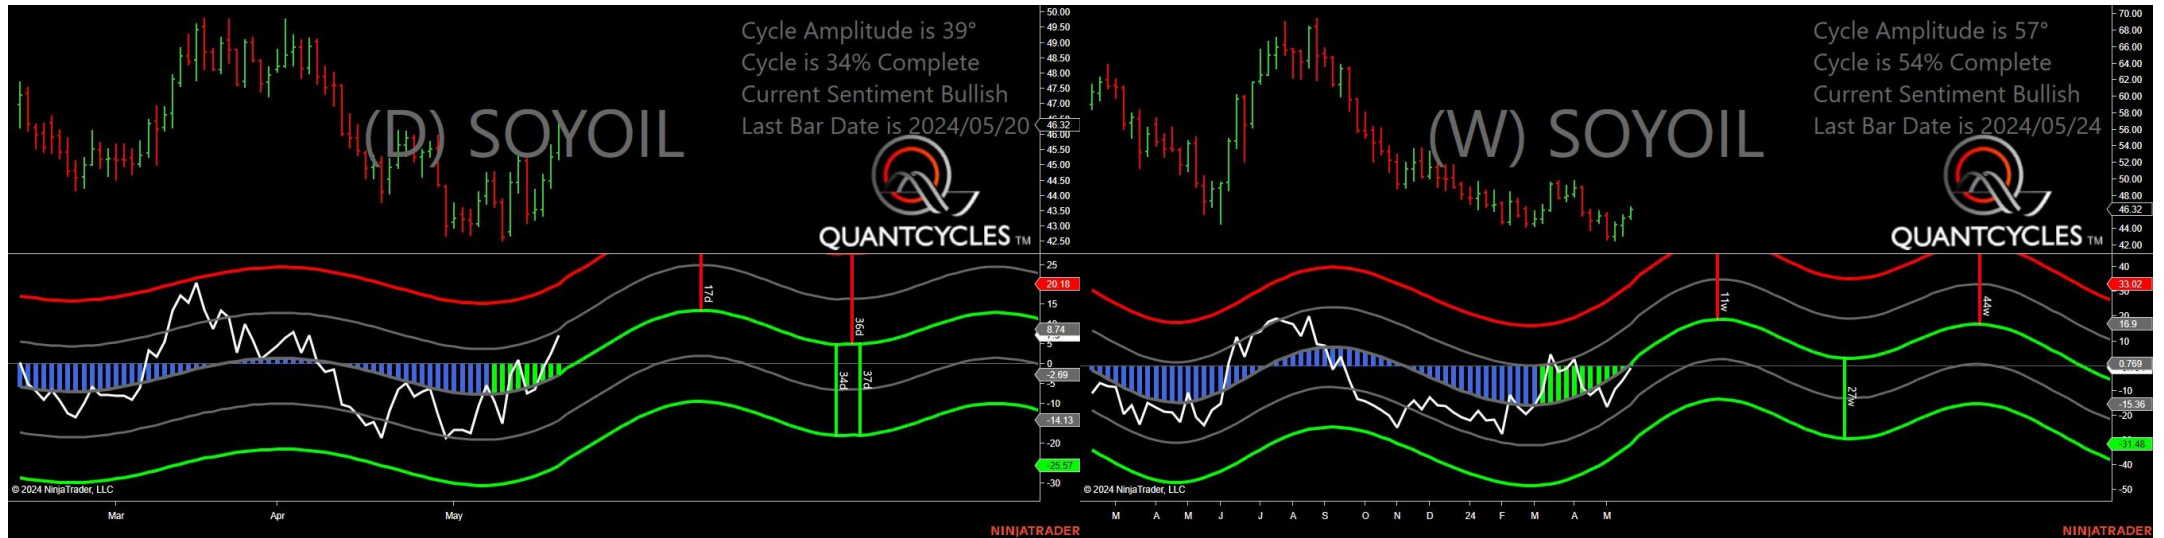 Cycle Amplitude is 39°
Cycle is 34% Complete
Current Sentiment Bullish
Last Bar Date is 2024/05/20
(D) SOYOIL
QUANTCYCLES TM
50.00
49.50
49.00
48.50
48.00
47.50
47.00
46.32
46.00
45.50
45.00
44.50
44.00
43.50
43.00
42.50
17d
36d
34d
37d
25
20.18
15
8.74
5
0
-2.69
-5
-10
-14.13
-20
-25.57
-30
© 2024 NinjaTrader, LLC
Mar
Apr
May
NINJATRADER
Cycle Amplitude is 57°
Cycle is 54% Complete
Current Sentiment Bullish
Last Bar Date is 2024/05/24
(W) SOYOIL
QUANTCYCLES TM
70.00
68.00
66.00
64.00
62.00
60.00
58.00
56.00
54.00
52.00
50.00
48.00
46.32
44.00
42.00
11w
44w
27w
40
33.02
30
20
16.9
10
0.769
-10
-15.36
-20
-31.48
-40
-50
© 2024 NinjaTrader, LLC
M A M J J A S O N D 24 F M A M
NINJATRADER